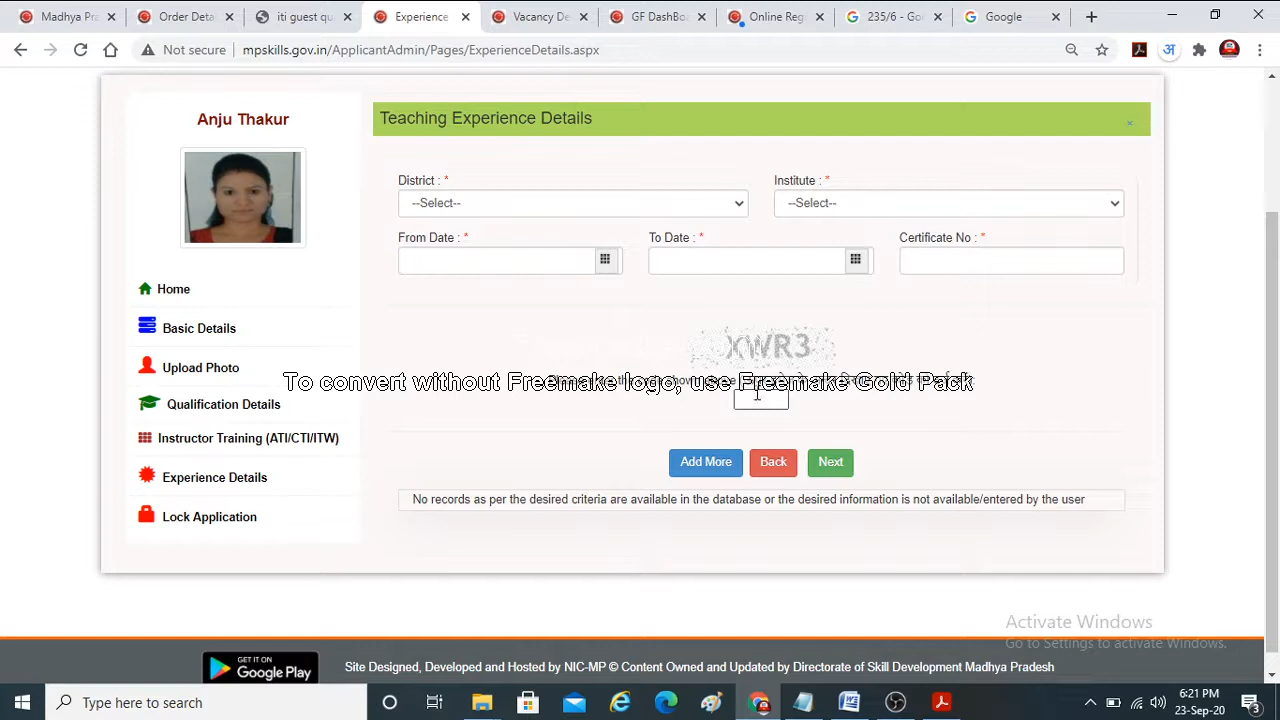 Madhya Pra
Order Detai
iti guest qu
Experience
Vacancy De
GF DashBoa
Online Reg
235/6 - Goo
Google
Not secure
mpskills.gov.in/ApplicantAdmin/Pages/ExperienceDetails.aspx
अ
Anju Thakur
Home
Basic Details
Upload Photo
Qualification Details
Instructor Training (ATI/CTI/ITW)
Experience Details
Lock Application
Teaching Experience Details
District : *
Institute : *
--Select--
--Select--
From Date : *
To Date : *
Certificate No : *
XWR3
To convert without Freemake logo, use Freemake Gold Pack
Add More
Back
Next
No records as per the desired criteria are available in the database or the desired information is not available/entered by the user
Activate Windows
Go to Settings to activate Windows.
GET IT ON
Google Play
Site Designed, Developed and Hosted by NIC-MP © Content Owned and Updated by Directorate of Skill Development Madhya Pradesh
Type here to search
6:21 PM
23-Sep-20
3